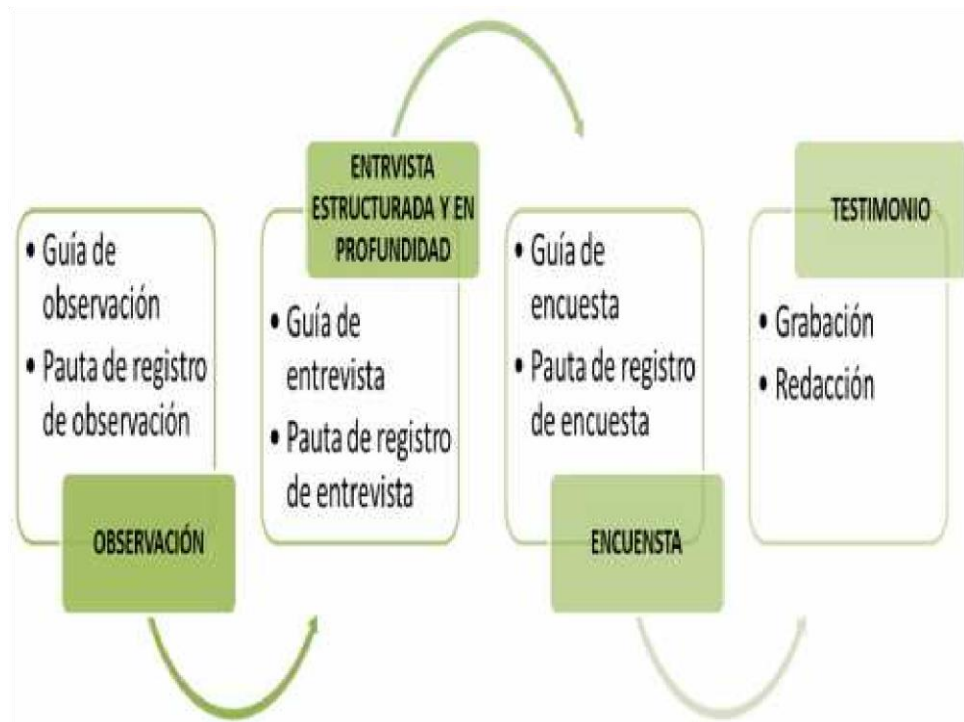 • Guía de
observación
• Pauta de registro
de observación
OBSERVACIÓN
ENTRVISTA
ESTRUCTURADA Y EN
PROFUNDIDAD
• Guía de
entrevista
• Pauta de registro
de entrevista
• Guía de
encuesta
• Pauta de registro
de encuesta
ENCUENSTA
TESTIMONIO
• Grabación
• Redacción